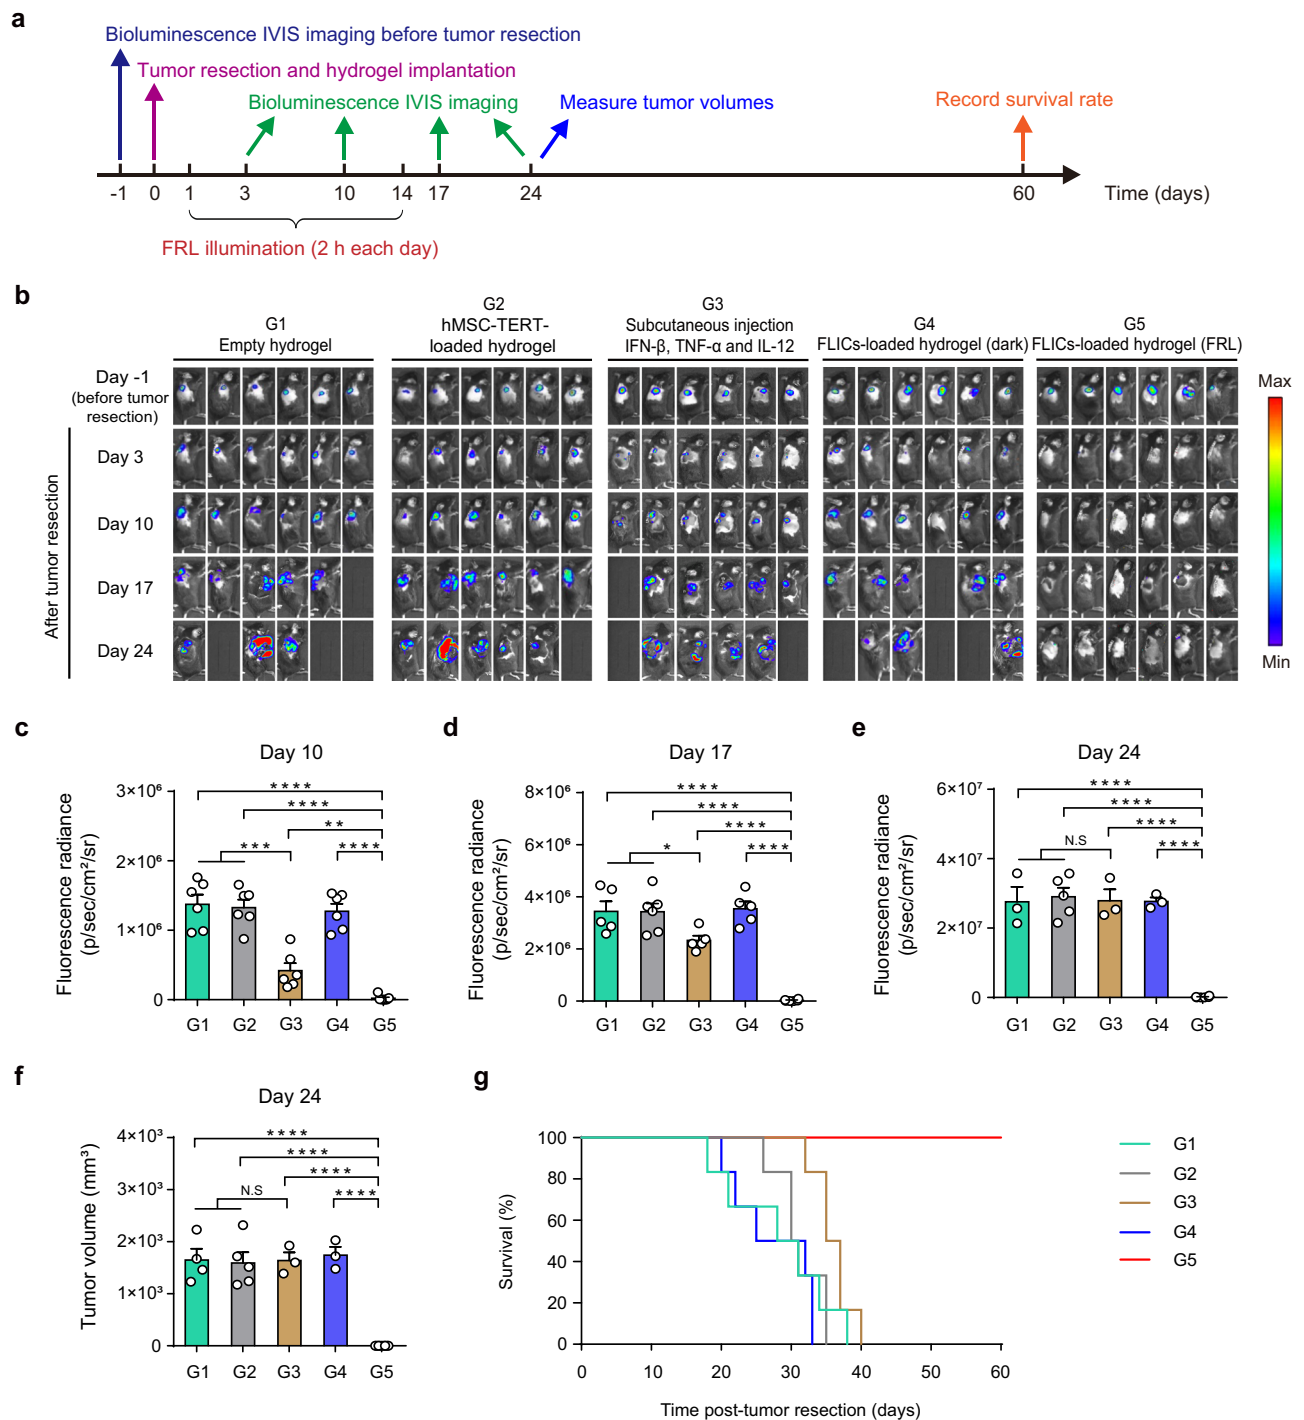 a
Bioluminescence IVIS imaging before tumor resection
Tumor resection and hydrogel implantation
Bioluminescence IVIS imaging
Measure tumor volumes
Record survival rate
-1 0 1 3 10 14 17 24 60
Time (days)
FRL illumination (2 h each day)
b
G1
Empty hydrogel
G2
hMSC-TERT-
loaded hydrogel
G3
Subcutaneous injection
IFN-β, TNF-α and IL-12
G4
FLICs-loaded hydrogel (dark)
G5
FLICs-loaded hydrogel (FRL)
Day -1
(before tumor
resection)
After tumor resection
Day 3
Day 10
Day 17
Day 24
Max
Min
c
Day 10
Fluorescence radiance
(p/sec/cm²/sr)
3×10⁶
2×10⁶
1×10⁶
0
****
****
**
***
****
G1 G2 G3 G4 G5
d
Day 17
Fluorescence radiance
(p/sec/cm²/sr)
8×10⁶
6×10⁶
4×10⁶
2×10⁶
0
****
****
****
*
****
G1 G2 G3 G4 G5
e
Day 24
Fluorescence radiance
(p/sec/cm²/sr)
6×10⁷
4×10⁷
2×10⁷
0
****
****
****
N.S
****
G1 G2 G3 G4 G5
f
Day 24
Tumor volume (mm³)
4×10³
3×10³
2×10³
1×10³
0
****
****
****
N.S
****
G1 G2 G3 G4 G5
g
Survival (%)
100
80
60
40
20
0
0 10 20 30 40 50 60
Time post-tumor resection (days)
G1
G2
G3
G4
G5